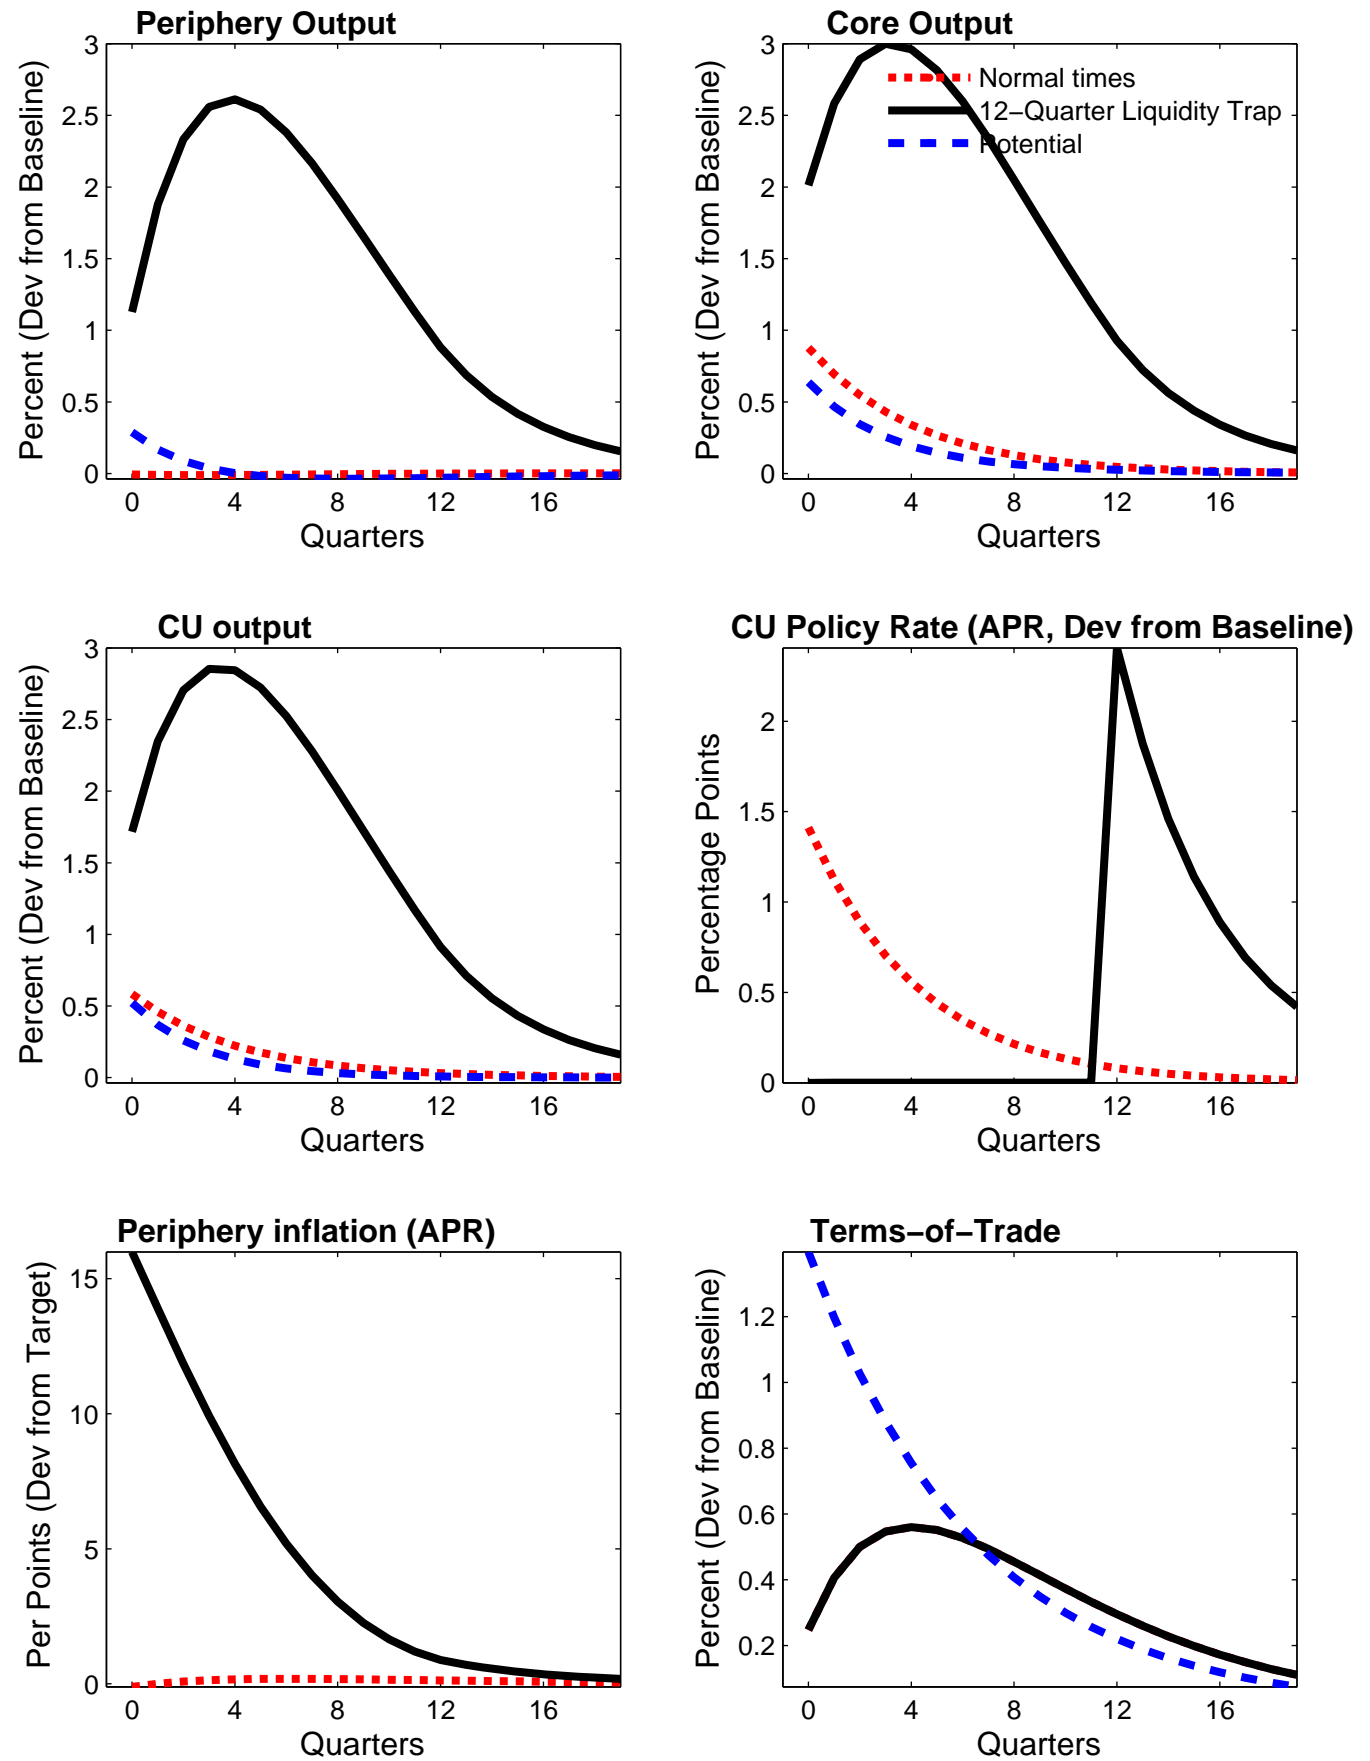 Periphery Output
Percent (Dev from Baseline)
3
2.5
2
1.5
1
0.5
0
0 4 8 12 16
Quarters
Core Output
Percent (Dev from Baseline)
3
2.5
2
1.5
1
0.5
0
Normal times
12−Quarter Liquidity Trap
Potential
0 4 8 12 16
Quarters
CU output
Percent (Dev from Baseline)
3
2.5
2
1.5
1
0.5
0
0 4 8 12 16
Quarters
CU Policy Rate (APR, Dev from Baseline)
Percentage Points
2
1.5
1
0.5
0
0 4 8 12 16
Quarters
Periphery inflation (APR)
Per Points (Dev from Target)
15
10
5
0
0 4 8 12 16
Quarters
Terms−of−Trade
Percent (Dev from Baseline)
1.2
1
0.8
0.6
0.4
0.2
0 4 8 12 16
Quarters